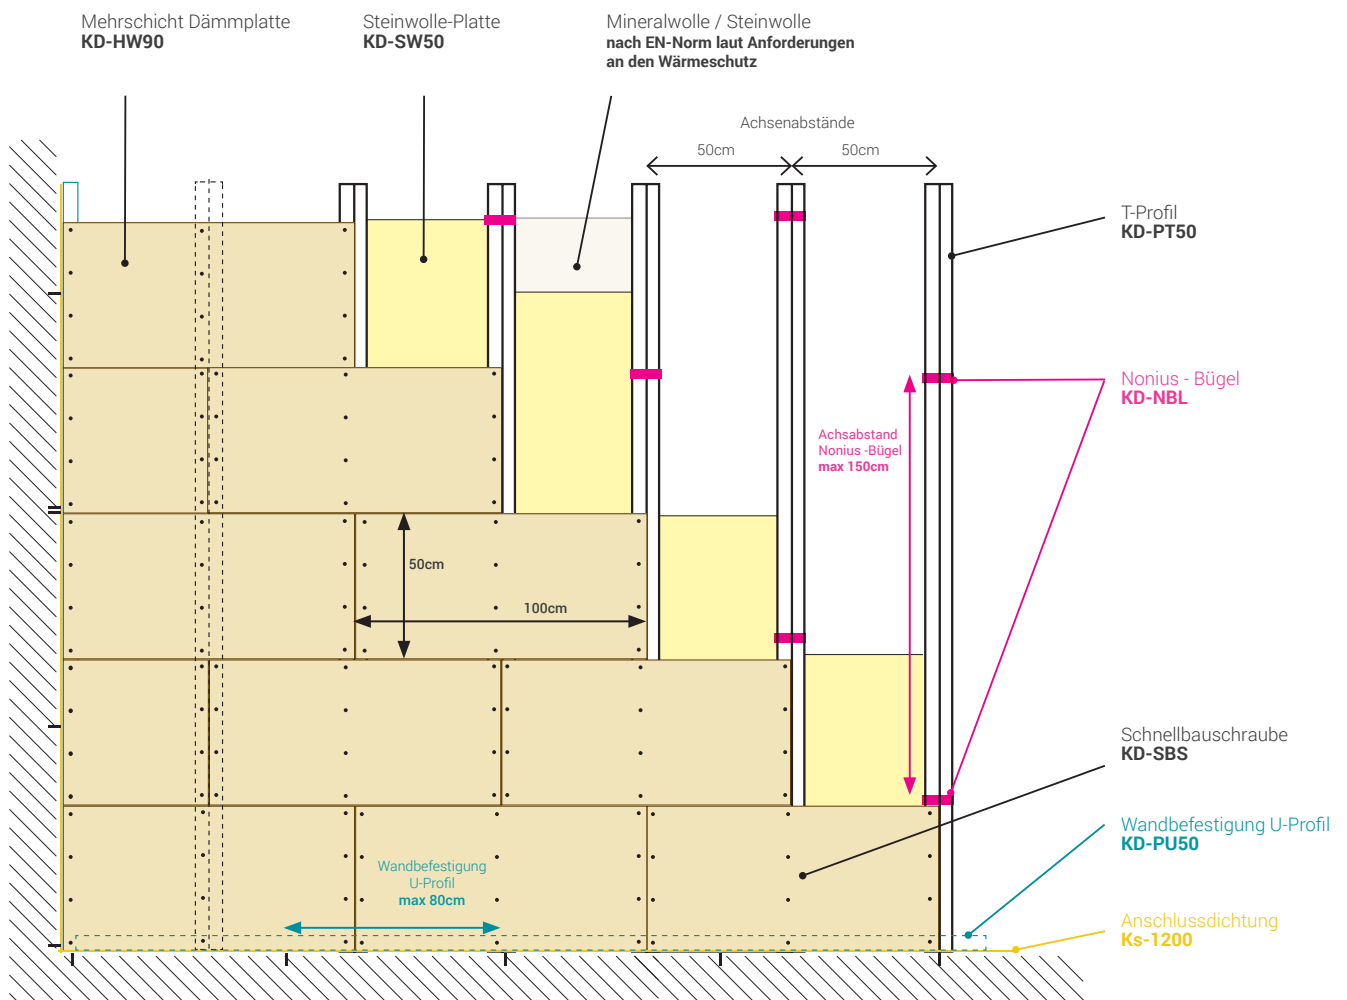 Mehrschicht Dämmplatte
KD-HW90
Steinwolle-Platte
KD-SW50
Mineralwolle / Steinwolle
nach EN-Norm laut Anforderungen
an den Wärmeschutz
Achsenabstände
50cm
50cm
T-Profil
KD-PT50
Nonius - Bügel
KD-NBL
Achsabstand
Nonius -Bügel
max 150cm
50cm
100cm
Schnellbauschraube
KD-SBS
Wandbefestigung U-Profil
KD-PU50
Wandbefestigung
U-Profil
max 80cm
Anschlussdichtung
Ks-1200